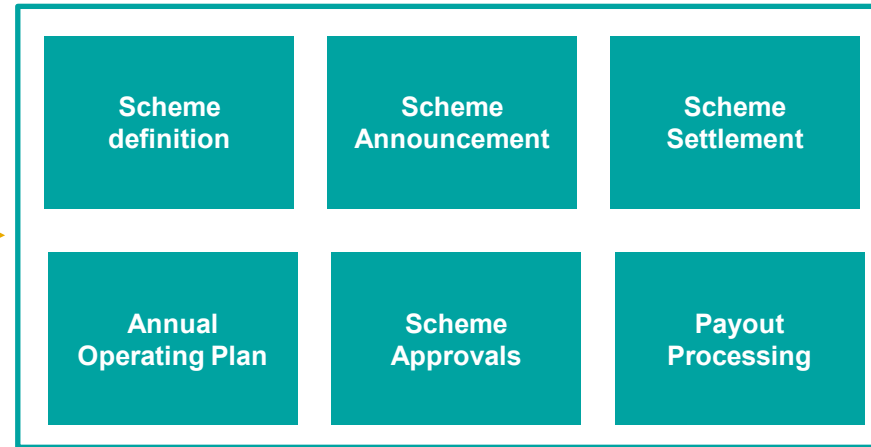 Scheme
definition
Scheme
Announcement
Scheme
Settlement
Annual
Operating Plan
Scheme
Approvals
Payout
Processing